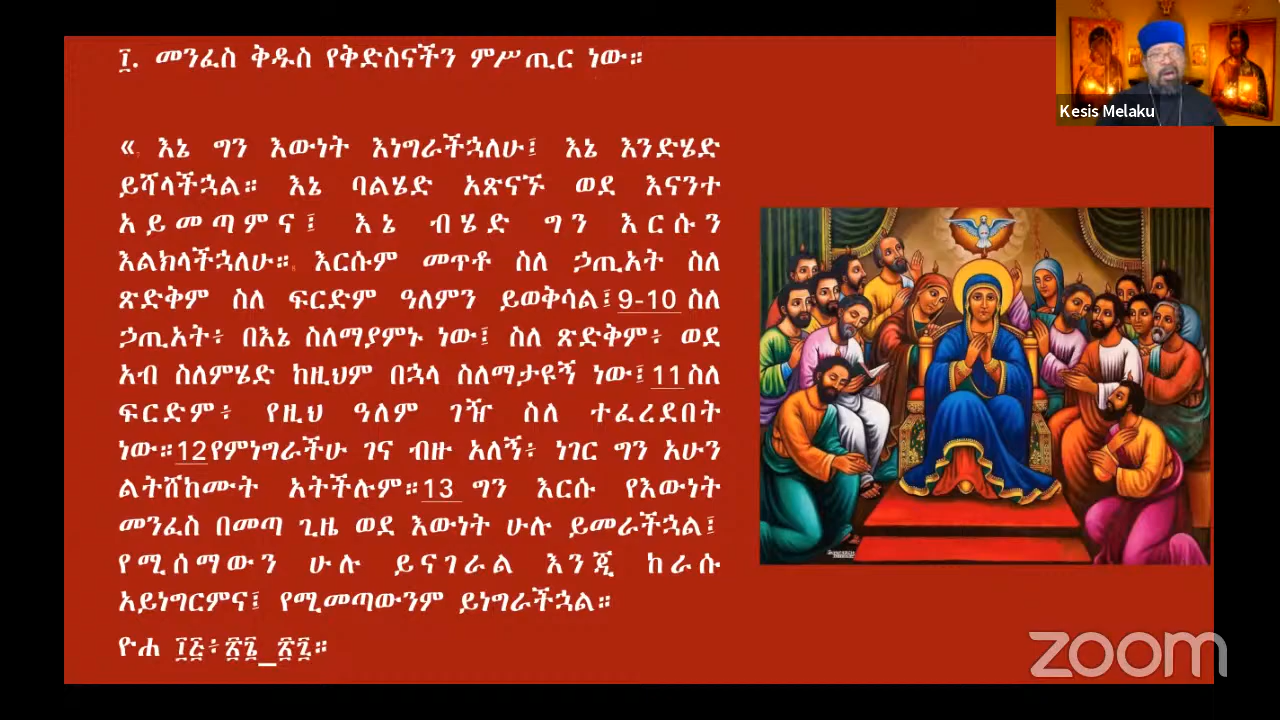 ፲. መንፈስ ቅዱስ የቅድስናችን ምሥጢር ነው።
« እኔ ግን እውነት እነግራችኋለሁ፤ እኔ እንድሄድ
ይሻላችኋል። እኔ ባልሄድ አጽናኙ ወደ እናንተ
አይመጣምና፤ እኔ ብሄድ ግን እርሱን
እልክላችኋለሁ። እርሱም መጥቶ ስለ ኃጢአት ስለ
ጽድቅም ስለ ፍርድም ዓለምን ይወቅሳል፤9-10 ስለ
ኃጢአት፥ በእኔ ስለማያምኑ ነው፤ ስለ ጽድቅም፥ ወደ
አብ ስለምሄድ ከዚህም በኋላ ስለማታዩኝ ነው፤11 ስለ
ፍርድም፥ የዚህ ዓለም ገዥ ስለ ተፈረደበት
ነው።12የምነግራችሁ ገና ብዙ አለኝ፥ ነገር ግን አሁን
ልትሸከሙት አትችሉም።13 ግን እርሱ የእውነት
መንፈስ በመጣ ጊዜ ወደ እውነት ሁሉ ይመራችኋል፤
የሚሰማውን ሁሉ ይናገራል እንጂ ከራሱ
አይነግርምና፤ የሚመጣውንም ይነግራችኋል።
ዮሐ ፲፭፥፳፮_፳፯።
Kesis Melaku
zoom